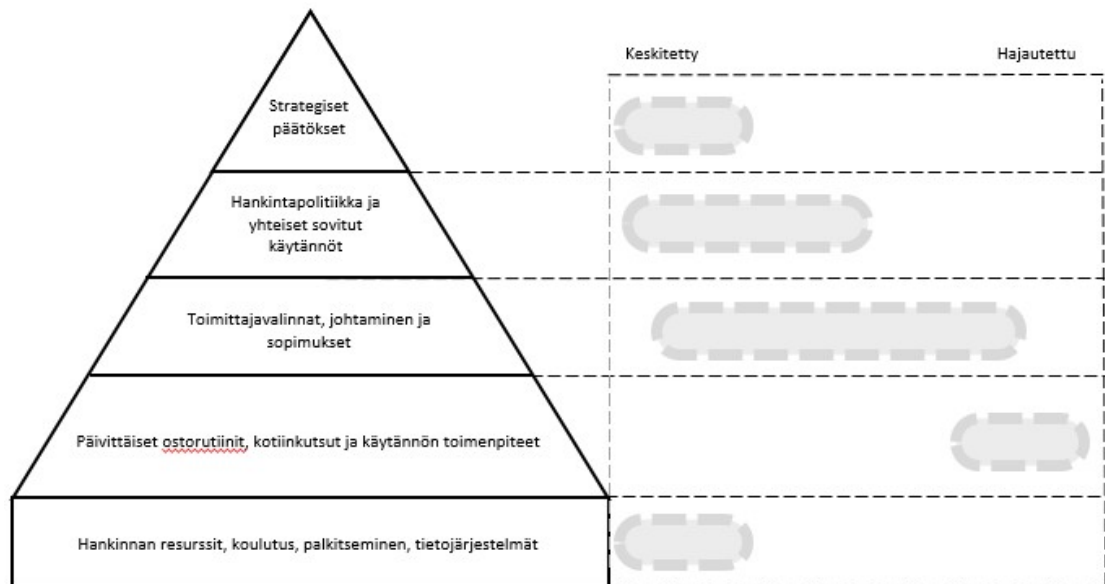 Keskitetty
Hajautettu
Strategiset
päätökset
Hankintapolitiikka ja
yhteiset sovitut
käytännöt
Toimittajavalinnat, johtaminen ja
sopimukset
Päivittäiset ostorutiinit, kotiinkutsut ja käytännön toimenpiteet
Hankinnan resurssit, koulutus, palkitseminen, tietojärjestelmät